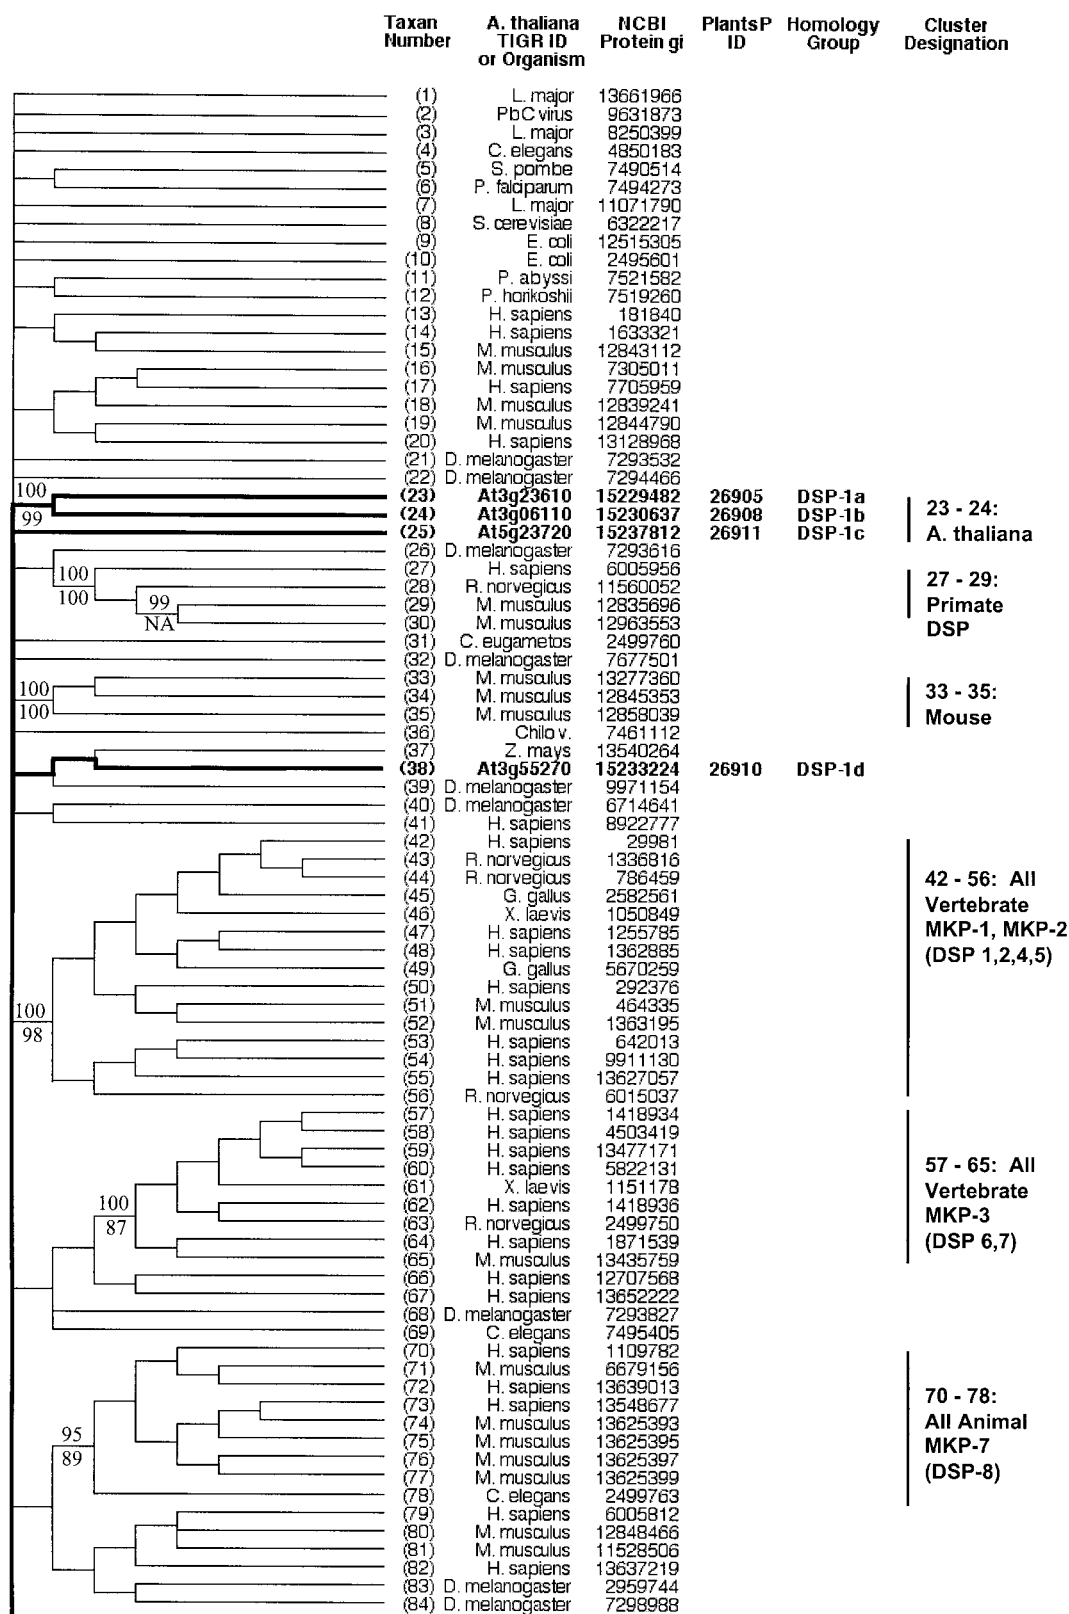 Taxan Number A. thaliana TIGR ID or Organism NCBI Protein gi PlantsP ID Homology Group Cluster Designation
(1) L. major 13661966
(2) PbC virus 9631873
(3) L. major 8250399
(4) C. elegans 4850183
(5) S. pombe 7490514
(6) P. falciparum 7494273
(7) L. major 11071790
(8) S. cerevisiae 6322217
(9) E. coli 12515305
(10) E. coli 2495601
(11) P. abyssi 7521582
(12) P. horikoshii 7519260
(13) H. sapiens 181840
(14) H. sapiens 1633321
(15) M. musculus 12843112
(16) M. musculus 7305011
(17) H. sapiens 7705959
(18) M. musculus 12839241
(19) M. musculus 12844790
(20) H. sapiens 13128968
(21) D. melanogaster 7293532
(22) D. melanogaster 7294466
100 (23) At3g23610 15229482 26905 DSP-1a
99 (24) At3g06110 15230637 26908 DSP-1b
23 - 24:
(25) At5g23720 15237812 26911 DSP-1c
A. thaliana
(26) D. melanogaster 7293616
100 (27) H. sapiens 6005956
27 - 29:
100 (28) R. norvegicus 11560052
99 (29) M. musculus 12835696
Primate
NA (30) M. musculus 12963553
DSP
(31) C. eugametos 2499760
(32) D. melanogaster 7677501
(33) M. musculus 13277360
100 (34) M. musculus 12845353
33 - 35:
100 (35) M. musculus 12858039
Mouse
(36) Chilo v. 7461112
(37) Z. mays 13540264
(38) At3g55270 15233224 26910 DSP-1d
(39) D. melanogaster 9971154
(40) D. melanogaster 6714641
(41) H. sapiens 8922777
(42) H. sapiens 29981
(43) R. norvegicus 1336816
(44) R. norvegicus 786459
42 - 56: All
(45) G. gallus 2582561
Vertebrate
(46) X. laevis 1050849
(47) H. sapiens 1255785
MKP-1, MKP-2
(48) H. sapiens 1362885
(DSP 1,2,4,5)
(49) G. gallus 5670259
(50) H. sapiens 292376
(51) M. musculus 464335
100
(52) M. musculus 1363195
98
(53) H. sapiens 642013
(54) H. sapiens 9911130
(55) H. sapiens 13627057
(56) R. norvegicus 6015037
(57) H. sapiens 1418934
(58) H. sapiens 4503419
(59) H. sapiens 13477171
(60) H. sapiens 5822131
57 - 65: All
(61) X. laevis 1151178
Vertebrate
100 (62) H. sapiens 1418936
MKP-3
87 (63) R. norvegicus 2499750
(64) H. sapiens 1871539
(DSP 6,7)
(65) M. musculus 13435759
(66) H. sapiens 12707568
(67) H. sapiens 13652222
(68) D. melanogaster 7293827
(69) C. elegans 7495405
(70) H. sapiens 1109782
(71) M. musculus 6679156
(72) H. sapiens 13639013
70 - 78:
(73) H. sapiens 13548677
(74) M. musculus 13625393
All Animal
95 (75) M. musculus 13625395
MKP-7
89 (76) M. musculus 13625397
(77) M. musculus 13625399
(DSP-8)
(78) C. elegans 2499763
(79) H. sapiens 6005812
(80) M. musculus 12848466
(81) M. musculus 11528506
(82) H. sapiens 13637219
(83) D. melanogaster 2959744
(84) D. melanogaster 7298988